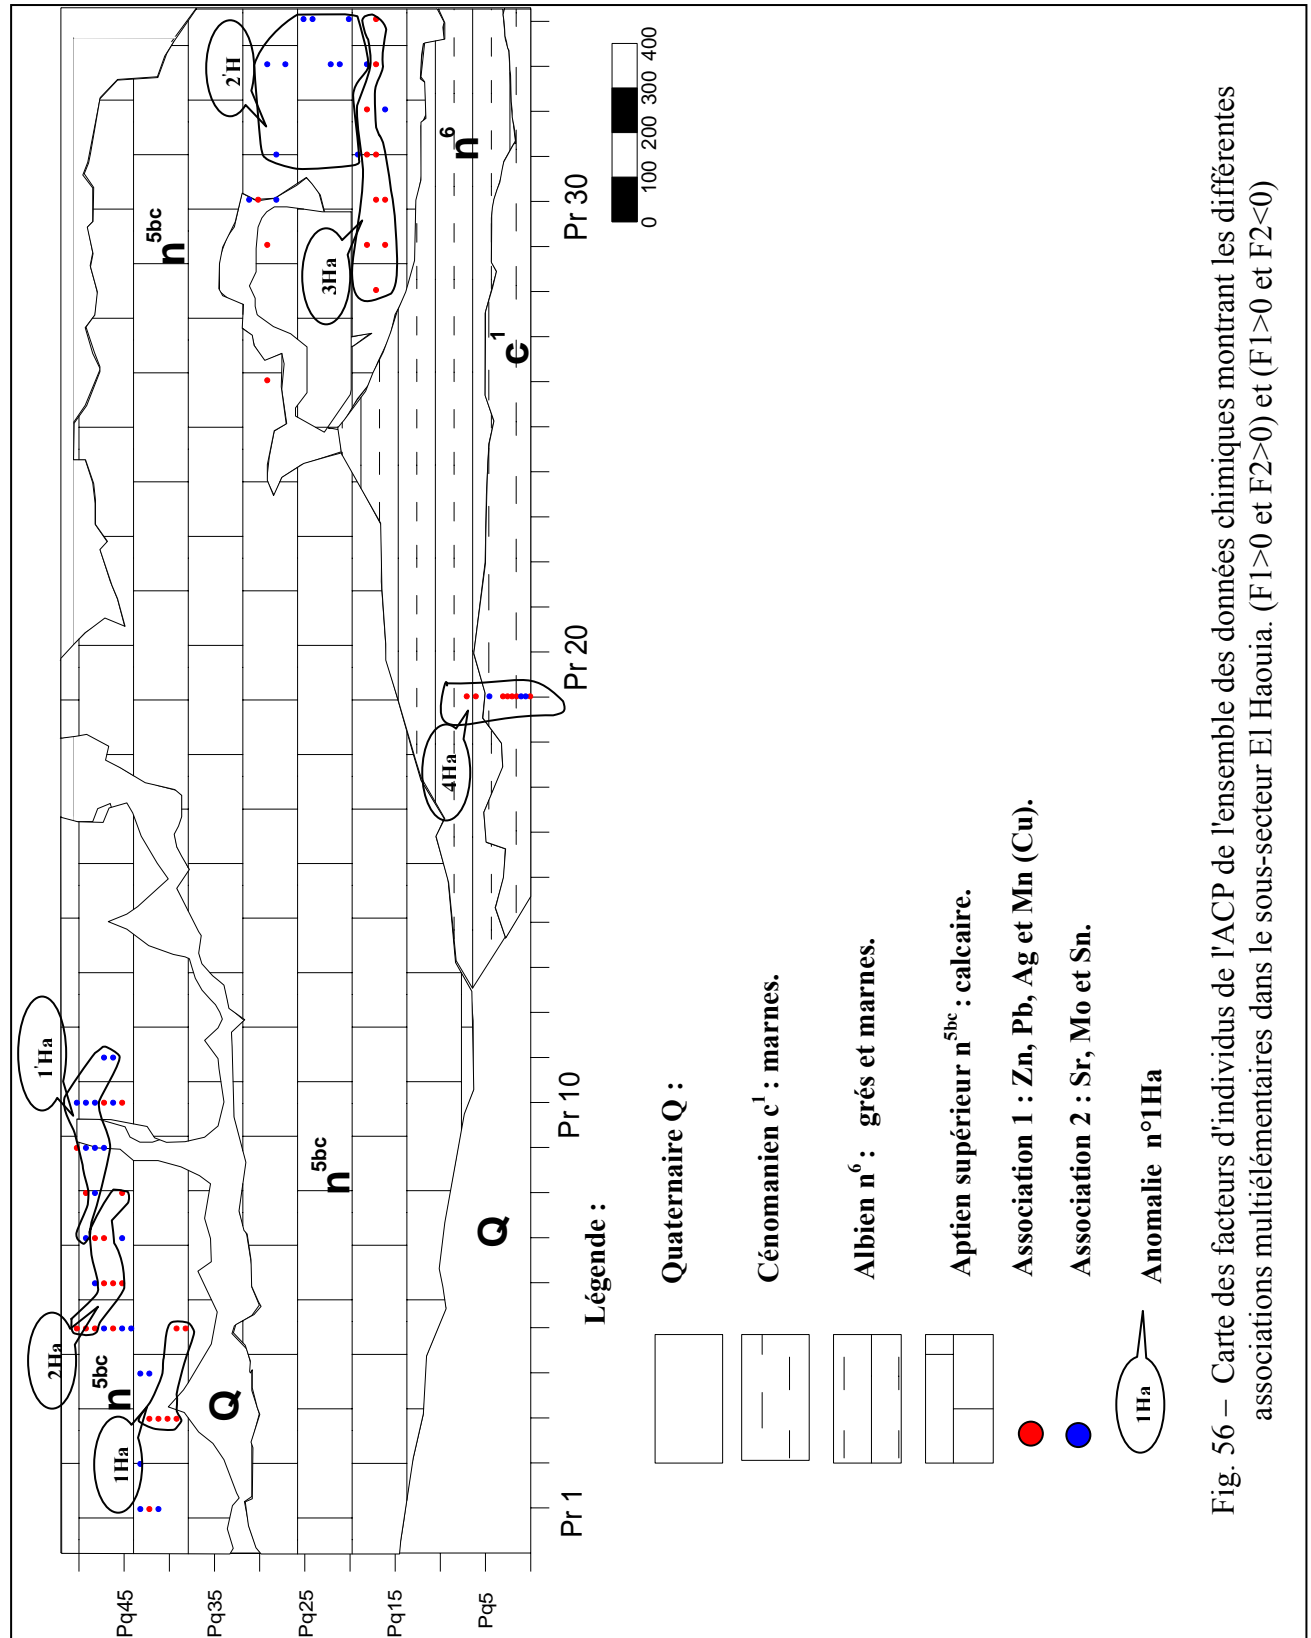 Pq45
Pq35
Pq25
Pq15
Pq5
Pr 1
Pr 10
Pr 20
Pr 30
0 100 200 300 400
1Ha
2Ha
1'Ha
4Ha
3Ha
2'H
n5bc
Q
n5bc
Q
n5bc
n6
c1
Légende :
Quaternaire Q :
Cénomanien c1 : marnes.
Albien n6 : grés et marnes.
Aptien supérieur n5bc : calcaire.
Association 1 : Zn, Pb, Ag et Mn (Cu).
Association 2 : Sr, Mo et Sn.
1Ha
Anomalie n°1Ha
Fig. 56 – Carte des facteurs d'individus de l'ACP de l'ensemble des données chimiques montrant les différentes
associations multiélémentaires dans le sous-secteur El Haouia. (F1>0 et F2>0) et (F1>0 et F2<0)